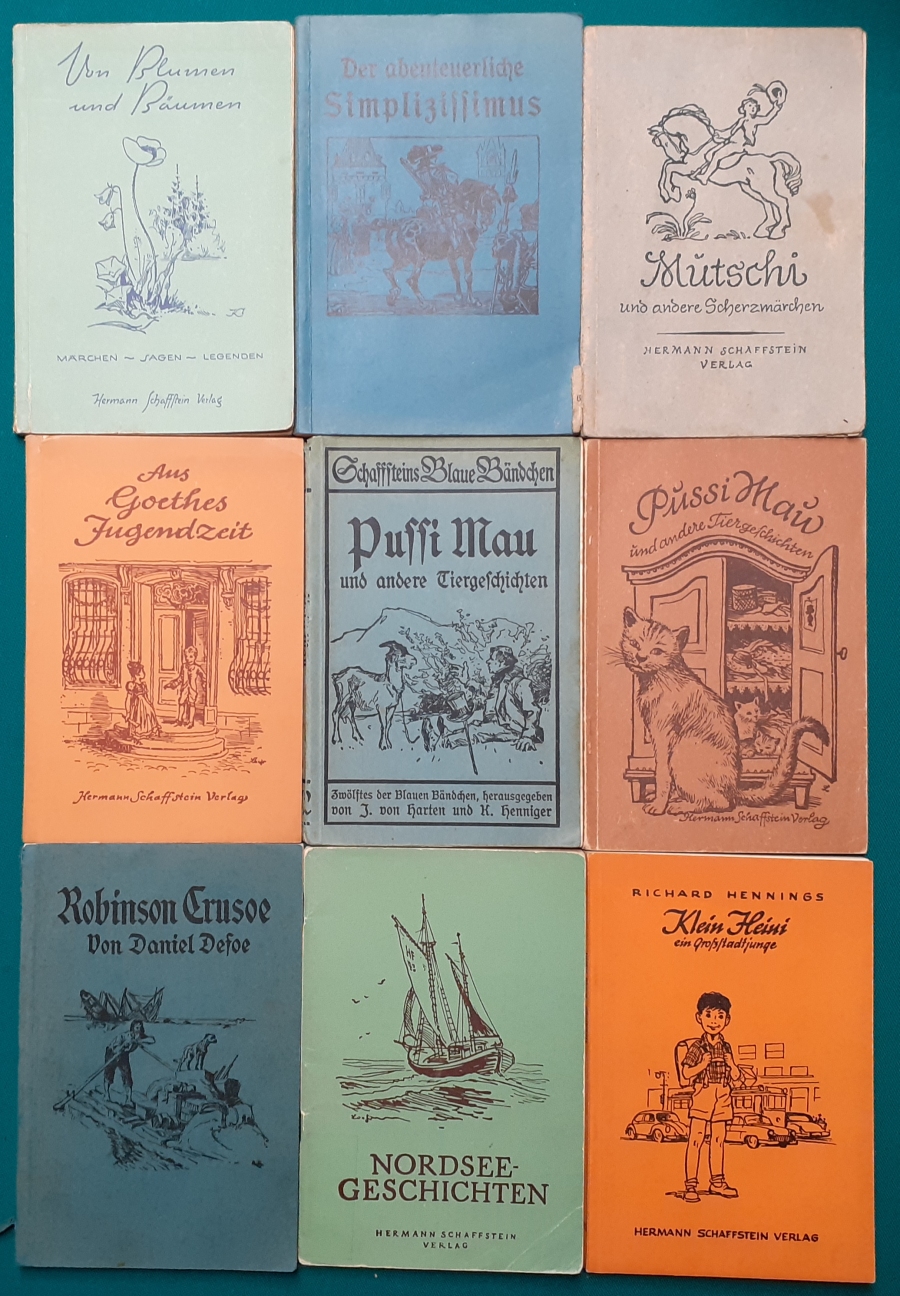 Von Blumen
und Bäumen
MÄRCHEN ~ SAGEN ~ LEGENDEN
Hermann Schaffstein Verlag
Der abenteuerliche
Simplizissimus
Mutschi
und andere Scherzmärchen
HERMANN SCHAFFSTEIN
VERLAG
Aus
Goethes
Jugendzeit
Hermann Schaffstein Verlag
Schaffsteins Blaue Bändchen
Pussi Mau
und andere Tiergeschichten
Zwölftes der Blauen Bändchen, herausgegeben
von J. von Harten und K. Henniger
Pussi Mau
und andere Tiergeschichten
Hermann Schaffstein Verlag
Robinson Crusoe
Von Daniel Defoe
NORDSEE-
GESCHICHTEN
HERMANN SCHAFFSTEIN
VERLAG
RICHARD HENNINGS
Klein Heini
ein Großstadtjunge
HERMANN SCHAFFSTEIN VERLAG